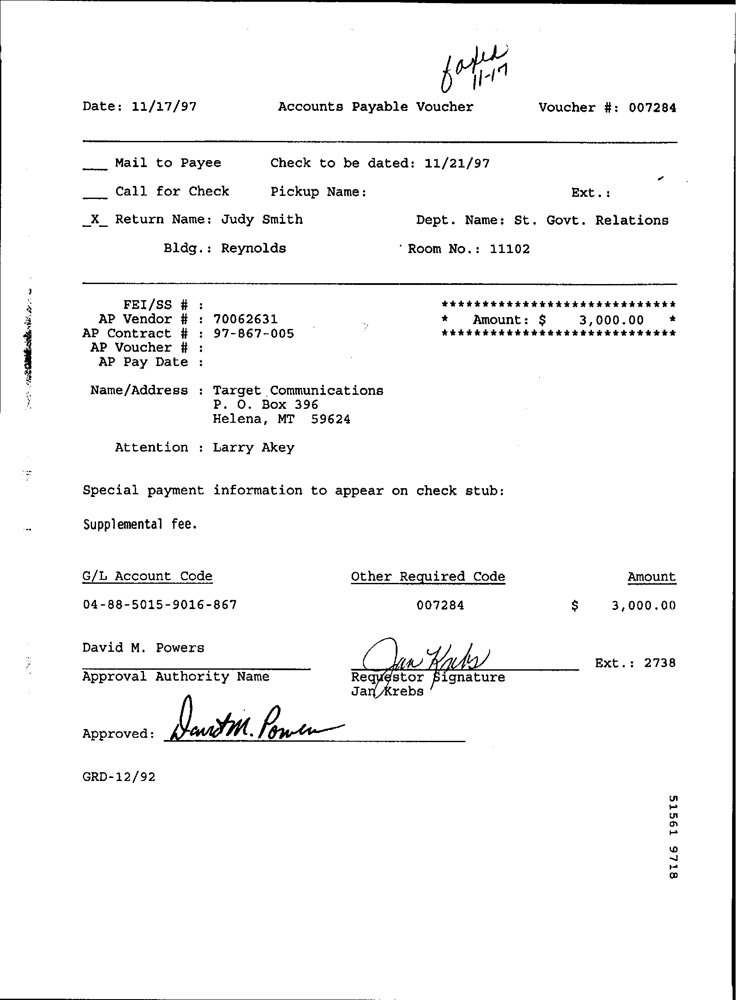 faxed
11-17
Date: 11/17/97 Accounts Payable Voucher Voucher #: 007284
___ Mail to Payee Check to be dated: 11/21/97
___ Call for Check Pickup Name: Ext.:
_X_ Return Name: Judy Smith Dept. Name: St. Govt. Relations
Bldg.: Reynolds Room No.: 11102
FEI/SS # : *****************************
AP Vendor # : 70062631 * Amount: $ 3,000.00 *
AP Contract # : 97-867-005 *****************************
AP Voucher # :
AP Pay Date :
Name/Address : Target Communications
P. O. Box 396
Helena, MT 59624
Attention : Larry Akey
Special payment information to appear on check stub:
Supplemental fee.
G/L Account Code Other Required Code Amount
04-88-5015-9016-867 007284 $ 3,000.00
David M. Powers Jan Krebs Ext.: 2738
Approval Authority Name Requestor Signature
Jan Krebs
Approved: David M. Powers
GRD-12/92
51561 9718